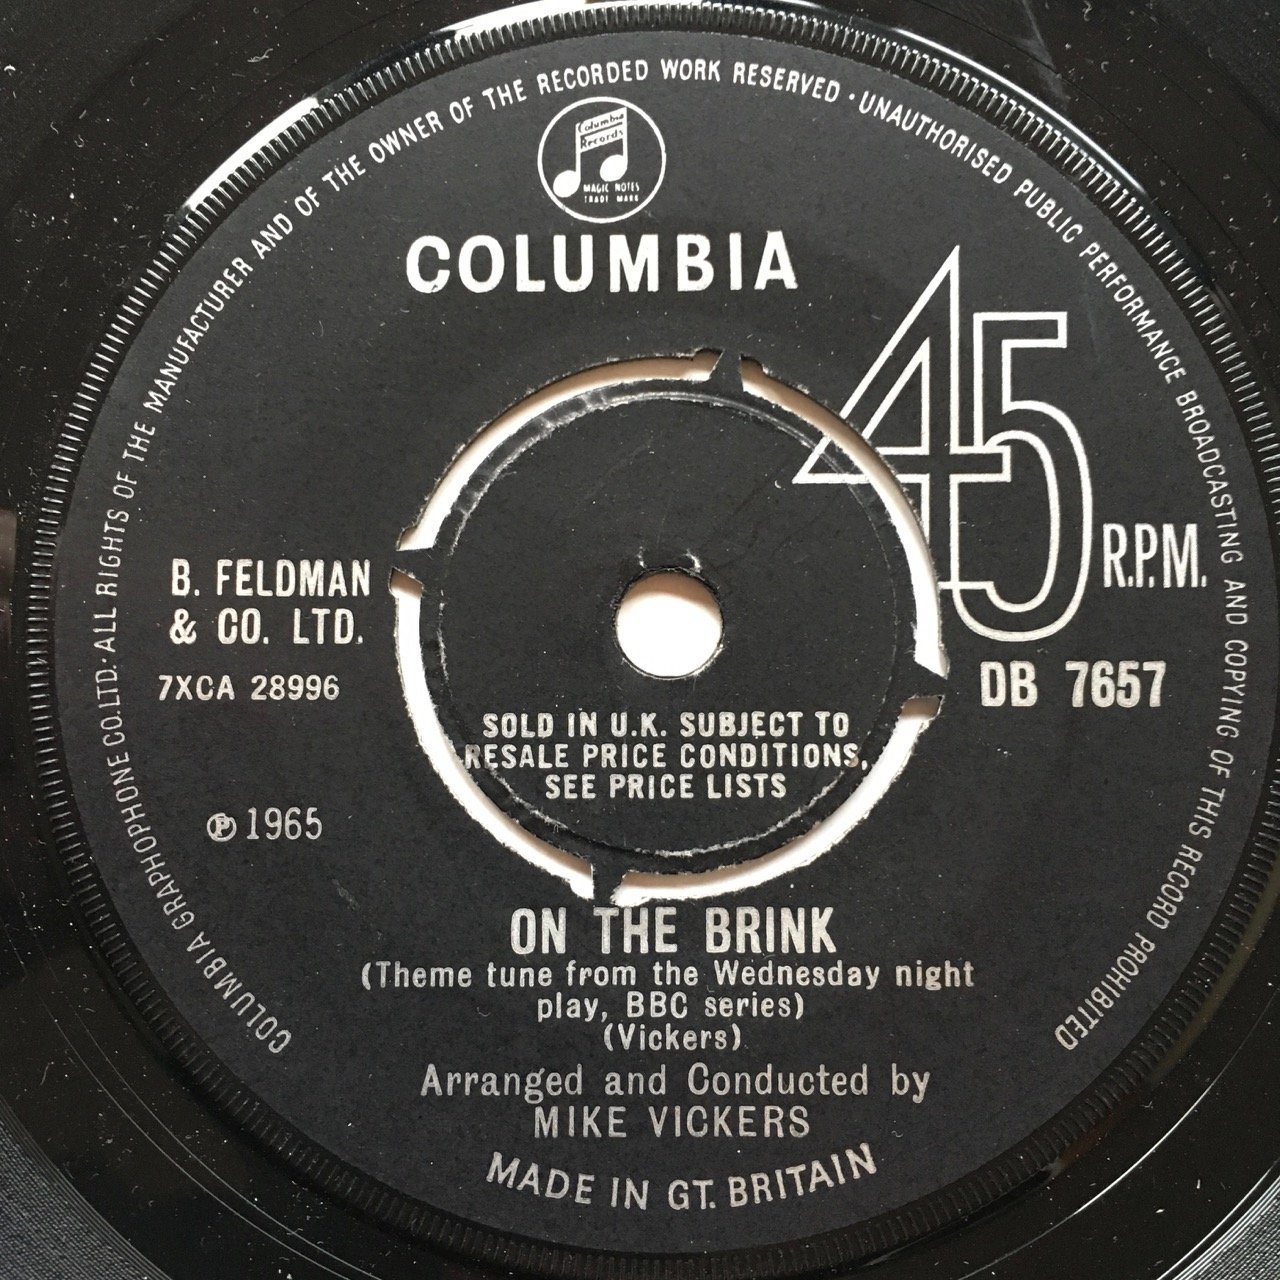 COLUMBIA GRAPHOPHONE CO. LTD. · ALL RIGHTS OF THE MANUFACTURER AND OF THE OWNER OF THE RECORDED WORK RESERVED · UNAUTHORISED PUBLIC PERFORMANCE BROADCASTING AND COPYING OF THIS RECORD PROHIBITED
Columbia
Records
MAGIC NOTES
TRADE MARK
COLUMBIA
45 R.P.M.
B. FELDMAN
& CO. LTD.
7XCA 28996
DB 7657
SOLD IN U.K. SUBJECT TO
RESALE PRICE CONDITIONS,
SEE PRICE LISTS
℗ 1965
ON THE BRINK
(Theme tune from the Wednesday night
play, BBC series)
(Vickers)
Arranged and Conducted by
MIKE VICKERS
MADE IN GT. BRITAIN